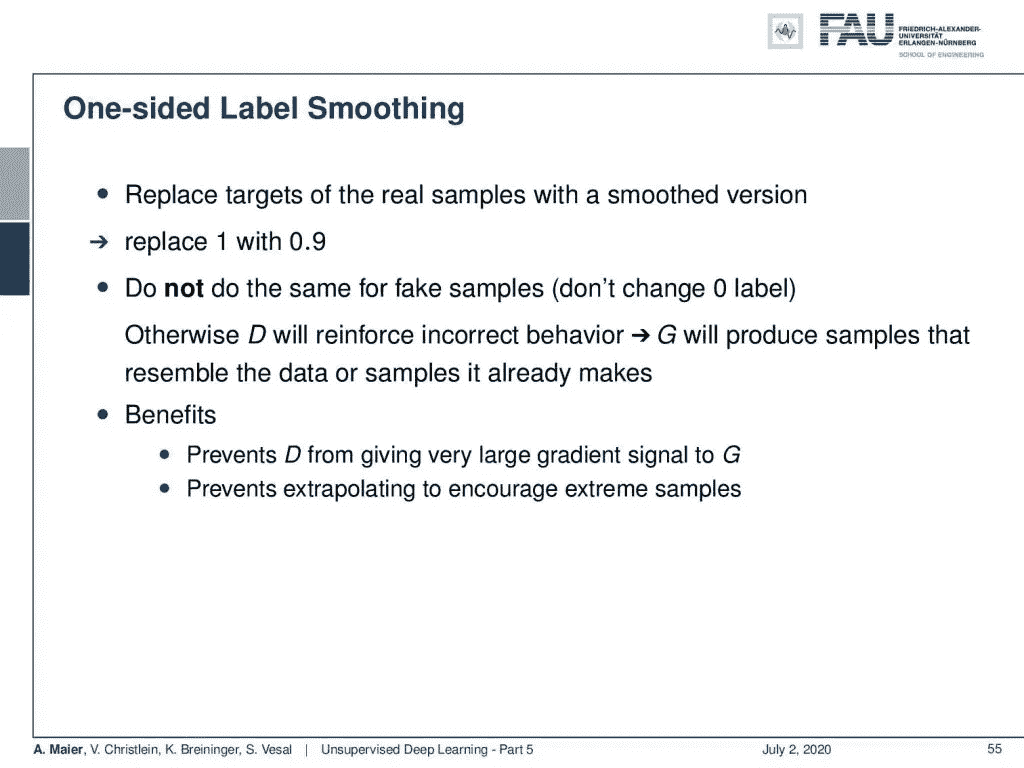 FAU
FRIEDRICH-ALEXANDER-
UNIVERSITÄT
ERLANGEN-NÜRNBERG
SCHOOL OF ENGINEERING
One-sided Label Smoothing
• Replace targets of the real samples with a smoothed version
➔ replace 1 with 0.9
• Do not do the same for fake samples (don't change 0 label)
Otherwise D will reinforce incorrect behavior ➔ G will produce samples that
resemble the data or samples it already makes
• Benefits
• Prevents D from giving very large gradient signal to G
• Prevents extrapolating to encourage extreme samples
A. Maier, V. Christlein, K. Breininger, S. Vesal | Unsupervised Deep Learning - Part 5 July 2, 2020 55